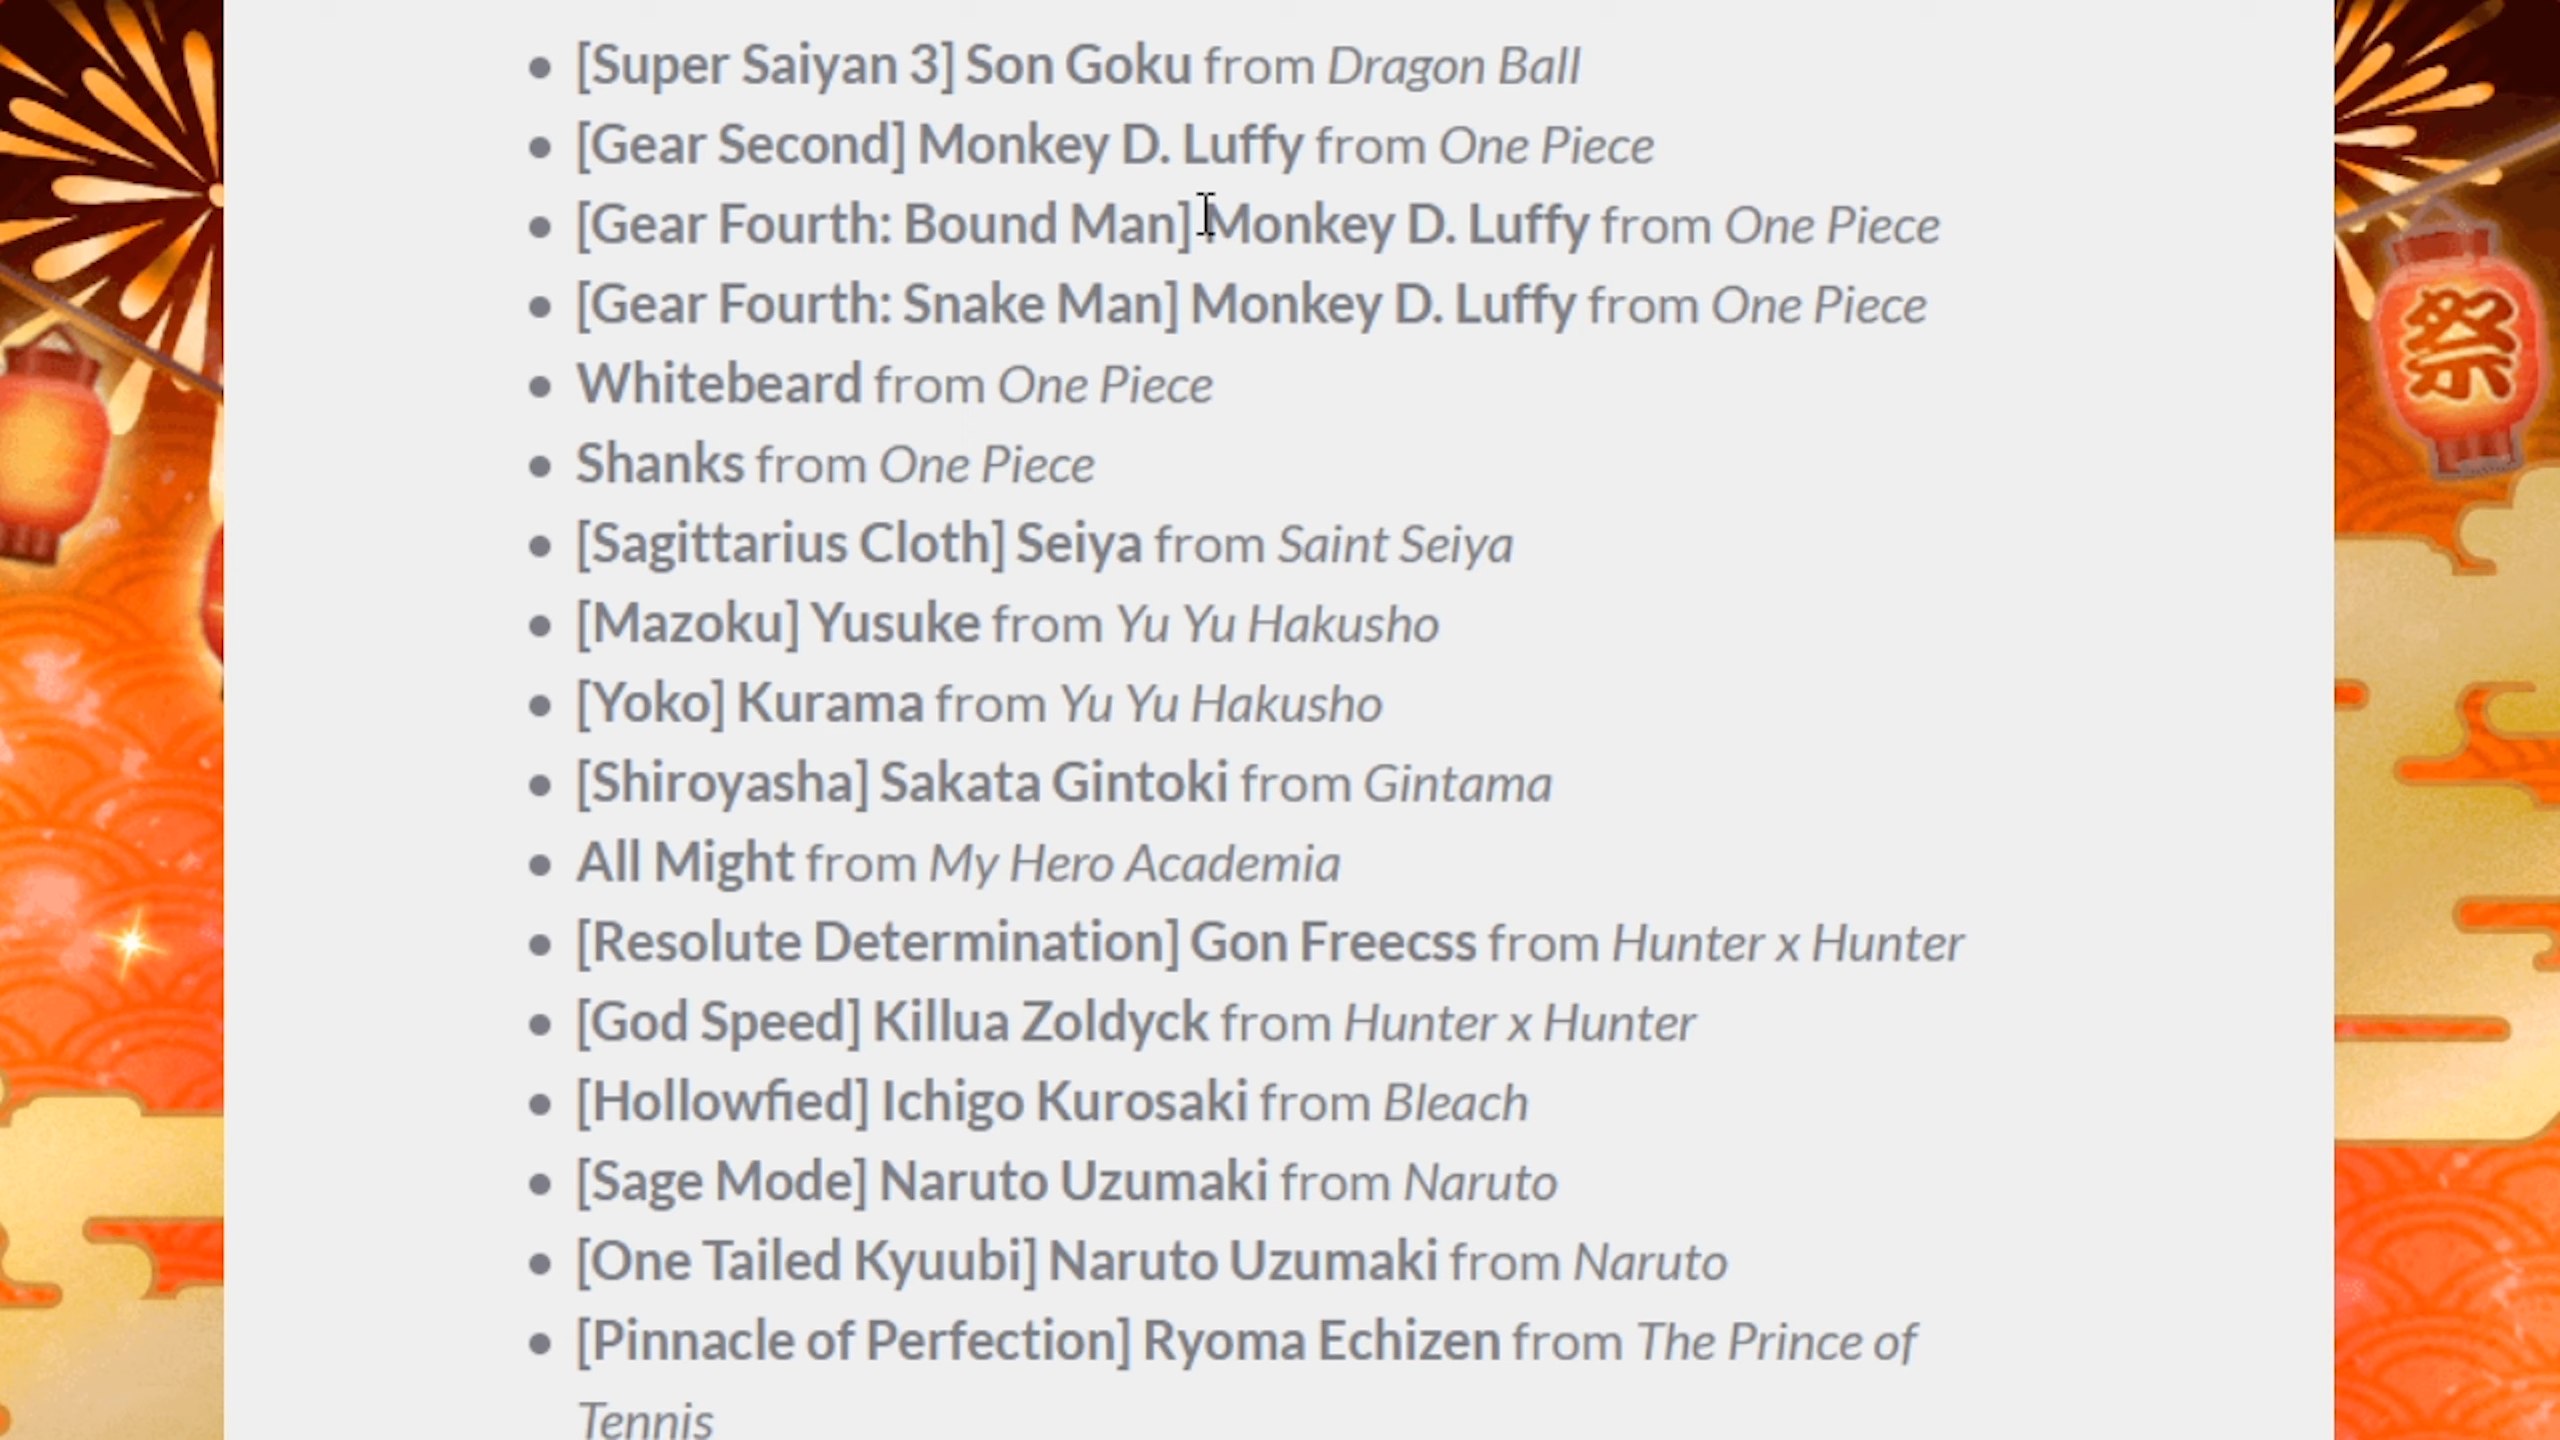 [Super Saiyan 3] Son Goku from Dragon Ball
[Gear Second] Monkey D. Luffy from One Piece
[Gear Fourth: Bound Man] Monkey D. Luffy from One Piece
[Gear Fourth: Snake Man] Monkey D. Luffy from One Piece
Whitebeard from One Piece
Shanks from One Piece
[Sagittarius Cloth] Seiya from Saint Seiya
[Mazoku] Yusuke from Yu Yu Hakusho
[Yoko] Kurama from Yu Yu Hakusho
[Shiroyasha] Sakata Gintoki from Gintama
All Might from My Hero Academia
[Resolute Determination] Gon Freecss from Hunter x Hunter
[God Speed] Killua Zoldyck from Hunter x Hunter
[Hollowfied] Ichigo Kurosaki from Bleach
[Sage Mode] Naruto Uzumaki from Naruto
[One Tailed Kyuubi] Naruto Uzumaki from Naruto
[Pinnacle of Perfection] Ryoma Echizen from The Prince of
Tennis
祭